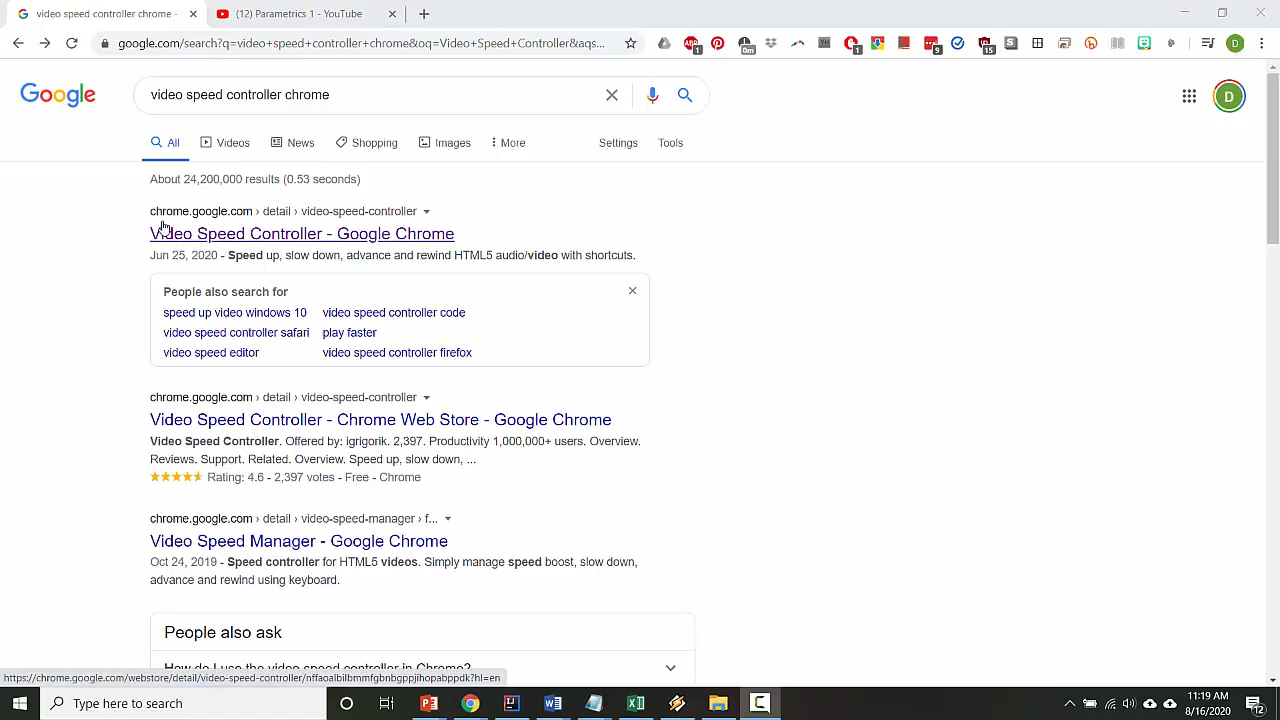 video speed controller chrome -
(12) Parametrics 1 - YouTube
google.com/search?q=video+speed+controller+chrome&aq=Video+Speed+Controller&aqs...
Google
video speed controller chrome
D
All
Videos
News
Shopping
Images
More
Settings
Tools
About 24,200,000 results (0.53 seconds)
chrome.google.com › detail › video-speed-controller
Video Speed Controller - Google Chrome
Jun 25, 2020 - Speed up, slow down, advance and rewind HTML5 audio/video with shortcuts.
People also search for
speed up video windows 10
video speed controller code
video speed controller safari
play faster
video speed editor
video speed controller firefox
chrome.google.com › detail › video-speed-controller
Video Speed Controller - Chrome Web Store - Google Chrome
Video Speed Controller. Offered by: igrigorik. 2,397. Productivity 1,000,000+ users. Overview.
Reviews. Support. Related. Overview. Speed up, slow down, ...
Rating: 4.6 - 2,397 votes - Free - Chrome
chrome.google.com › detail › video-speed-manager › f...
Video Speed Manager - Google Chrome
Oct 24, 2019 - Speed controller for HTML5 videos. Simply manage speed boost, slow down,
advance and rewind using keyboard.
People also ask
How do I use the video speed controller in Chrome?
https://chrome.google.com/webstore/detail/video-speed-controller/nffaoalbilbmmfgbnbgppjihopabppdk?hl=en
Type here to search
11:19 AM
8/16/2020